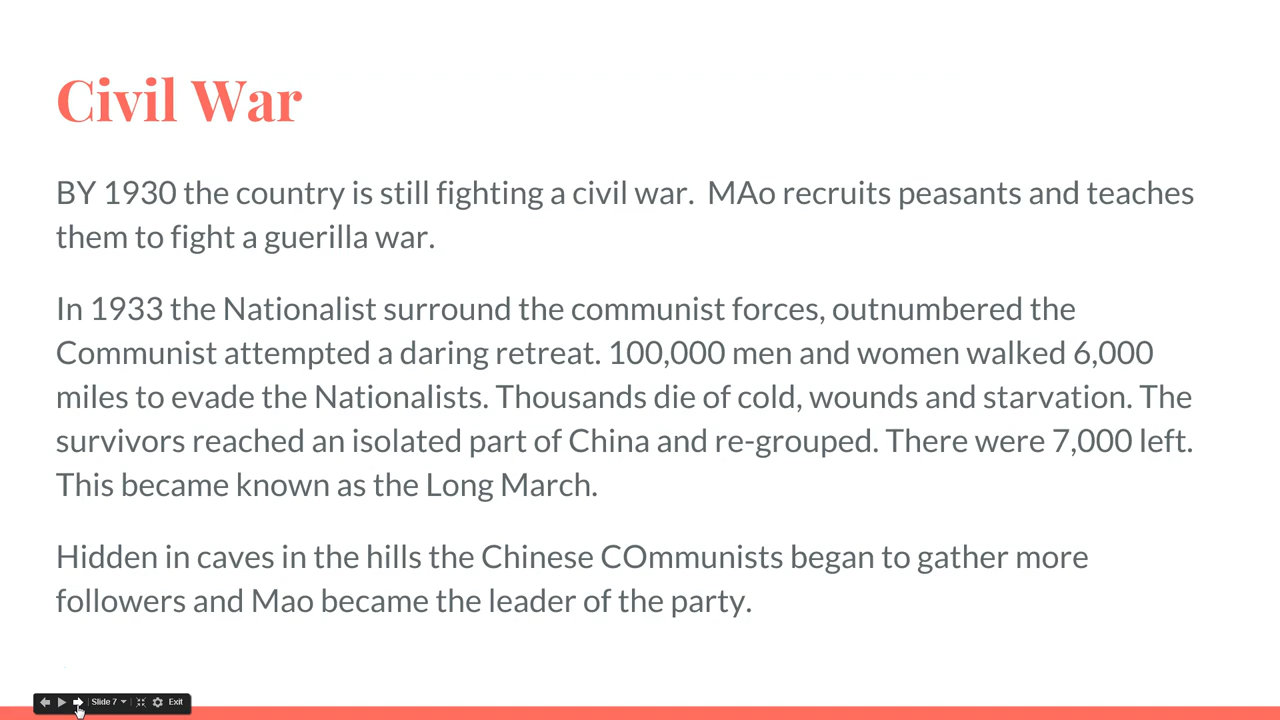 Civil War
BY 1930 the country is still fighting a civil war.  MAo recruits peasants and teaches
them to fight a guerilla war.
In 1933 the Nationalist surround the communist forces, outnumbered the
Communist attempted a daring retreat. 100,000 men and women walked 6,000
miles to evade the Nationalists. Thousands die of cold, wounds and starvation. The
survivors reached an isolated part of China and re-grouped. There were 7,000 left.
This became known as the Long March.
Hidden in caves in the hills the Chinese COmmunists began to gather more
followers and Mao became the leader of the party.
Slide 7 Exit